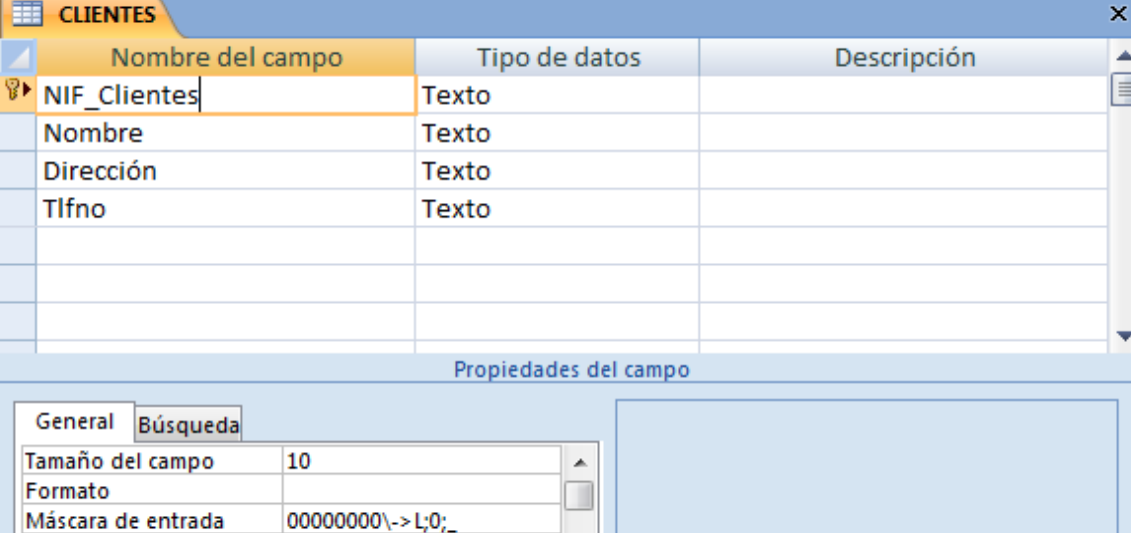 CLIENTES
Nombre del campo Tipo de datos Descripción
NIF_Clientes Texto
Nombre Texto
Dirección Texto
Tlfno Texto
Propiedades del campo
General Búsqueda
Tamaño del campo 10
Formato
Máscara de entrada 00000000\->L;0;_